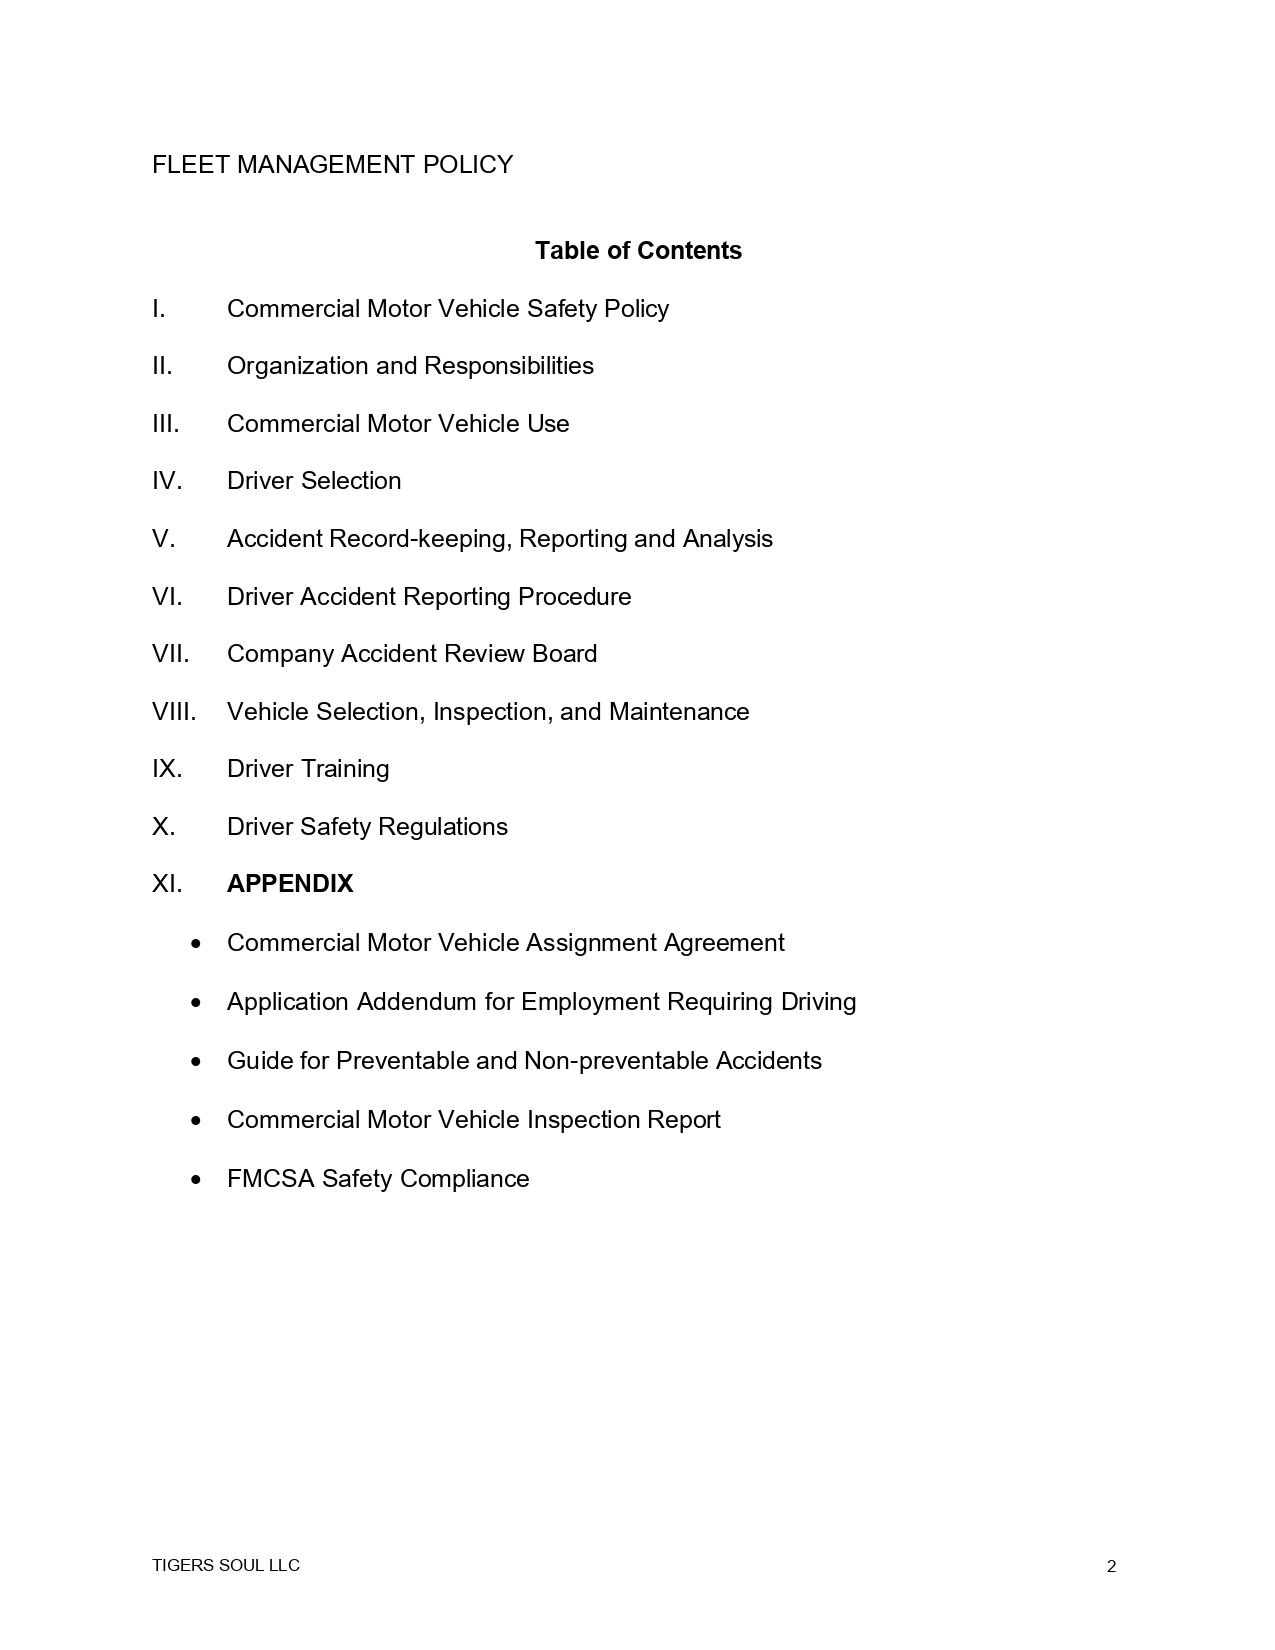 FLEET MANAGEMENT POLICY
Table of Contents
I. Commercial Motor Vehicle Safety Policy
II. Organization and Responsibilities
III. Commercial Motor Vehicle Use
IV. Driver Selection
V. Accident Record-keeping, Reporting and Analysis
VI. Driver Accident Reporting Procedure
VII. Company Accident Review Board
VIII. Vehicle Selection, Inspection, and Maintenance
IX. Driver Training
X. Driver Safety Regulations
XI. APPENDIX
• Commercial Motor Vehicle Assignment Agreement
• Application Addendum for Employment Requiring Driving
• Guide for Preventable and Non-preventable Accidents
• Commercial Motor Vehicle Inspection Report
• FMCSA Safety Compliance
TIGERS SOUL LLC 2